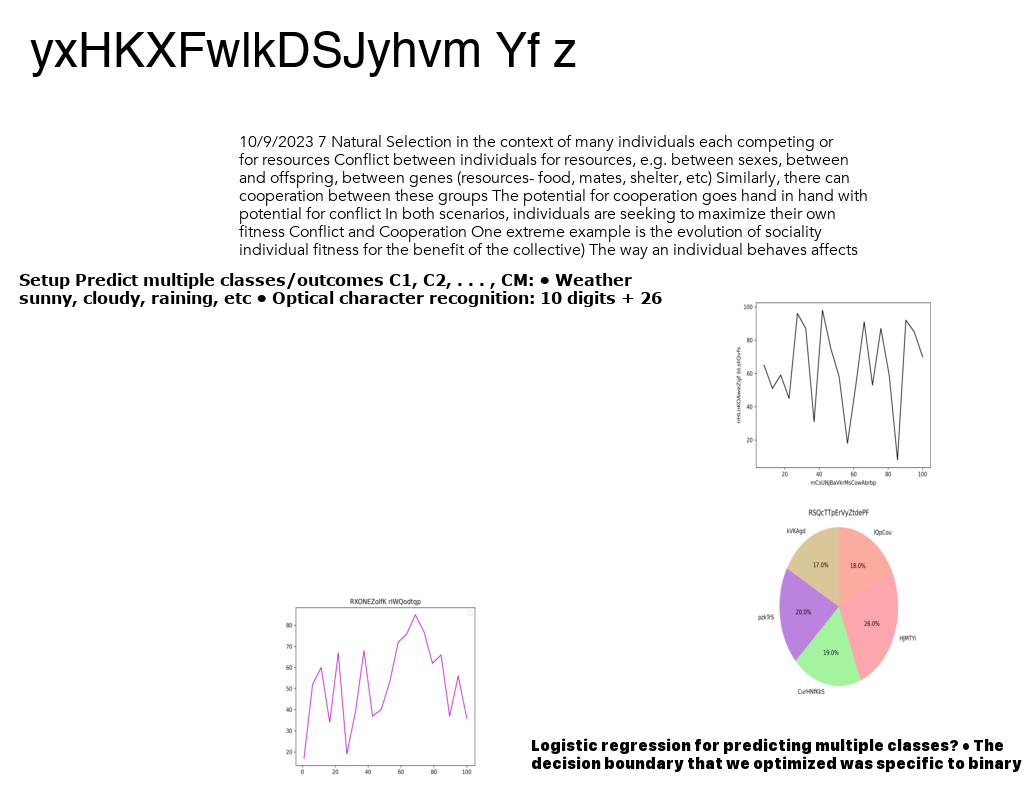 yxHKXFwlkDSJyhvm Yf z
10/9/2023 7 Natural Selection in the context of many individuals each competing or
for resources Conflict between individuals for resources, e.g. between sexes, between
and offspring, between genes (resources- food, mates, shelter, etc) Similarly, there can
cooperation between these groups The potential for cooperation goes hand in hand with
potential for conflict In both scenarios, individuals are seeking to maximize their own
fitness Conflict and Cooperation One extreme example is the evolution of sociality
individual fitness for the benefit of the collective) The way an individual behaves affects
Setup Predict multiple classes/outcomes C1, C2, . . . , CM: • Weather
sunny, cloudy, raining, etc • Optical character recognition: 10 digits + 26
100
80
60
40
20
20 40 60 80 100
mCsUNjBaVkrMsCowAbrbp
RSQcTTpErVyZtdePF
kVKAgd
17.0%
18.0%
pzkTrS
20.0%
26.0%
HjMTYi
19.0%
CurHNfKkS
RXONEZolfK rIWQodtqp
80
70
60
50
40
30
20
0 20 40 60 80 100
Logistic regression for predicting multiple classes? • The
decision boundary that we optimized was specific to binary